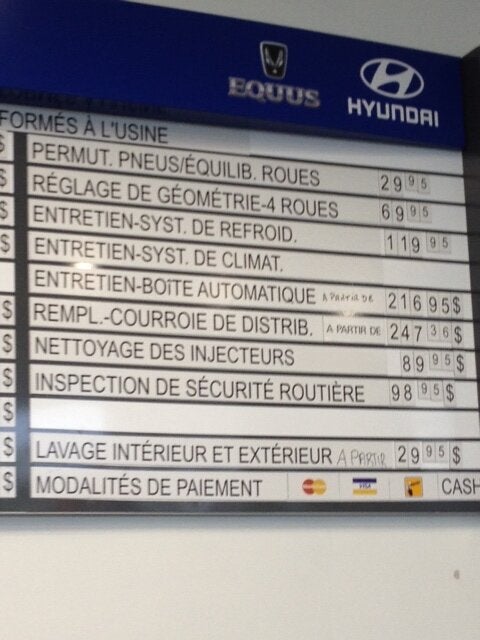 EQUUS
HYUNDAI
FORMÉS À L'USINE
PERMUT. PNEUS/ÉQUILIB. ROUES 29 95
RÉGLAGE DE GÉOMÉTRIE-4 ROUES 69 95
ENTRETIEN-SYST. DE REFROID. 119 95
ENTRETIEN-SYST. DE CLIMAT.
ENTRETIEN-BOîTE AUTOMATIQUE A PARTIR DE 216 95$
REMPL.-COURROIE DE DISTRIB. A PARTIR DE 247 36$
NETTOYAGE DES INJECTEURS 89 95$
INSPECTION DE SÉCURITÉ ROUTIÈRE 98 95$
LAVAGE INTÉRIEUR ET EXTÉRIEUR A PARTIR 29 95 $
MODALITÉS DE PAIEMENT VISA CASH